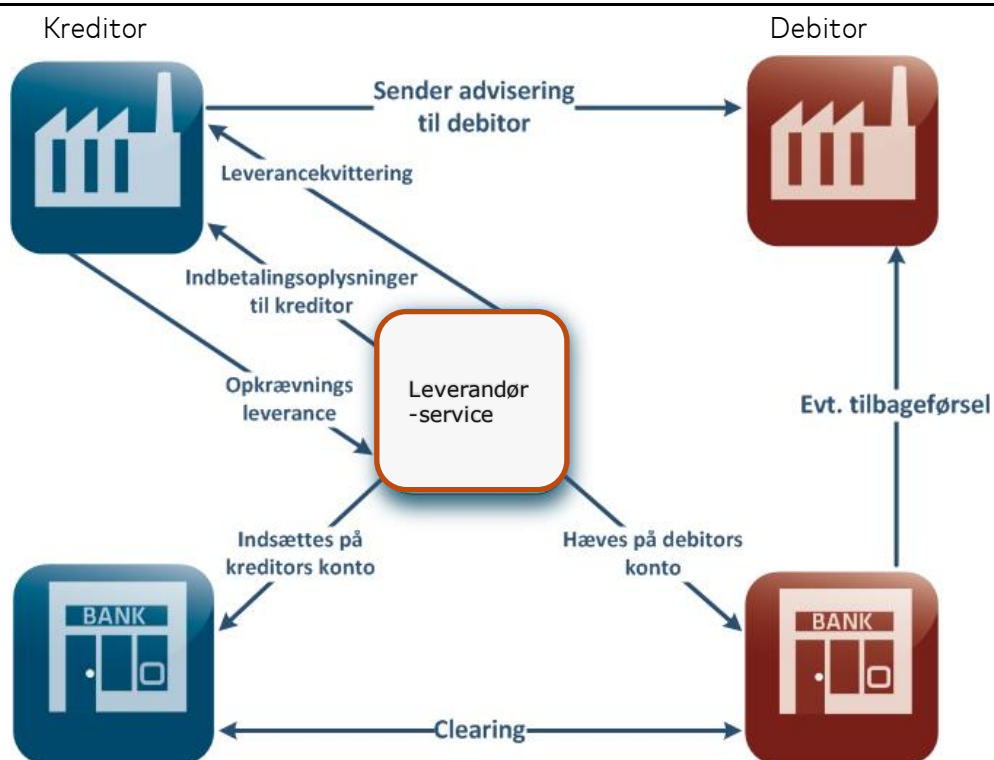 Kreditor
Debitor
Sender advisering
til debitor
Leverancekvittering
Indbetalingsoplysninger
til kreditor
Opkrævnings
leverance
Leverandør
-service
Evt. tilbageførsel
Indsættes på
kreditors konto
Hæves på debitors
konto
BANK
BANK
Clearing